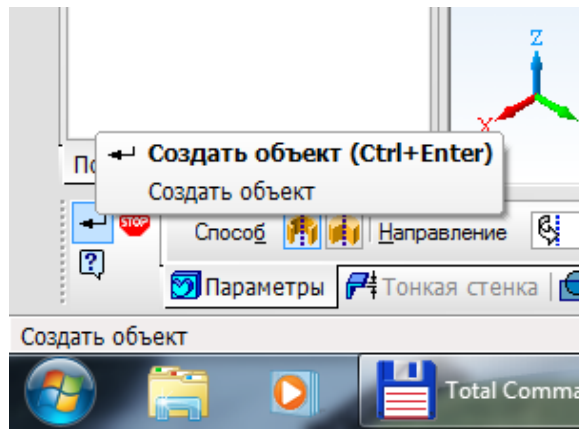 Z
X
По
Создать объект (Ctrl+Enter)
Создать объект
STOP
Способ
Направление
Параметры
Тонкая стенка
Создать объект
Total Comma